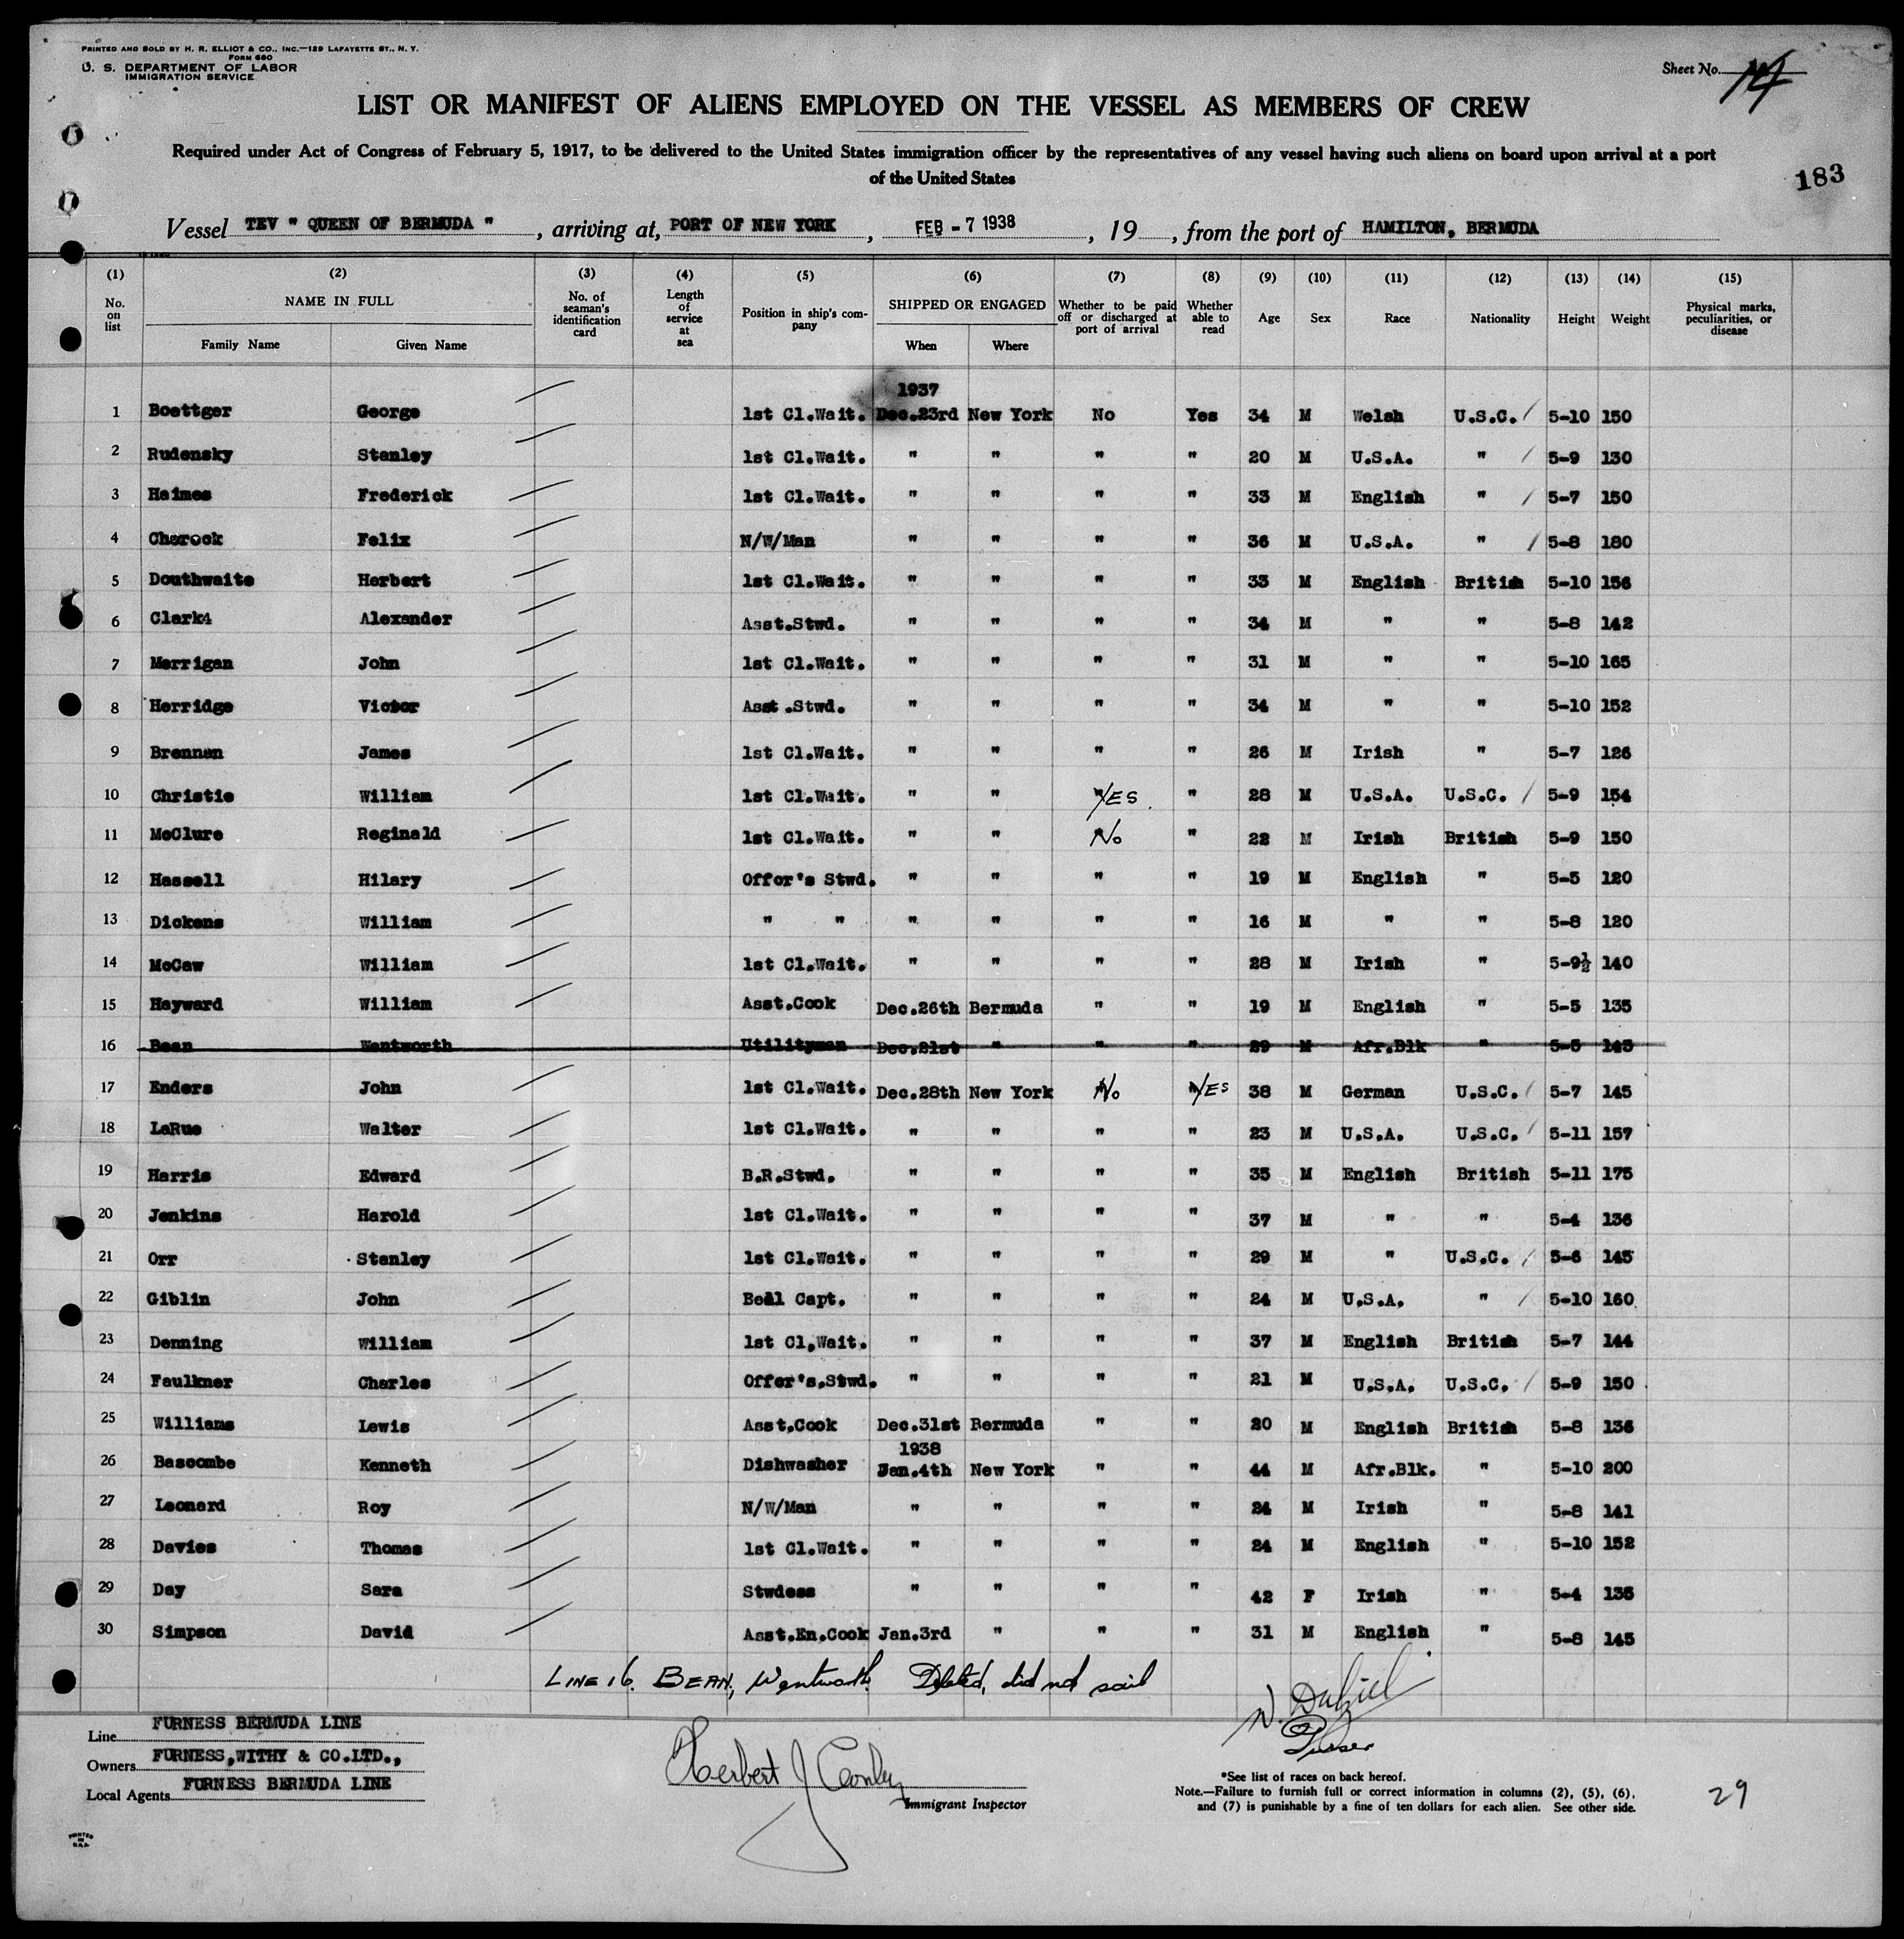 PRINTED AND SOLD BY H. R. ELLIOT & CO., INC.—129 LAFAYETTE ST., N. Y.
FORM 680
U. S. DEPARTMENT OF LABOR
IMMIGRATION SERVICE
Sheet No. 14
LIST OR MANIFEST OF ALIENS EMPLOYED ON THE VESSEL AS MEMBERS OF CREW
Required under Act of Congress of February 5, 1917, to be delivered to the United States immigration officer by the representatives of any vessel having such aliens on board upon arrival at a port
of the United States
183
Vessel TEV " QUEEN OF BERMUDA " , arriving at, PORT OF NEW YORK , FEB - 7 1938 , 19 , from the port of HAMILTON, BERMUDA
(1) (2) (3) (4) (5) (6) (7) (8) (9) (10) (11) (12) (13) (14) (15)
No. on list NAME IN FULL Family Name Given Name No. of seaman's identification card Length of service at sea Position in ship's company SHIPPED OR ENGAGED When Where Whether to be paid off or discharged at port of arrival Whether able to read Age Sex Race Nationality Height Weight Physical marks, peculiarities, or disease
1937
1 Boettger George 1st Cl.Wait. Dec.23rd New York No Yes 34 M Welsh U.S.C. 5-10 150
2 Rudensky Stanley 1st Cl.Wait. " " " " 20 M U.S.A. " 5-9 130
3 Haines Frederick 1st Cl.Wait. " " " " 33 M English " 5-7 150
4 Charock Felix N/W/Man " " " " 36 M U.S.A. " 5-8 180
5 Douthwaite Herbert 1st Cl.Wait. " " " " 33 M English British 5-10 156
6 Clark4 Alexander Asst.Stwd. " " " " 34 M " " 5-8 142
7 Merrigan John 1st Cl.Wait. " " " " 31 M " " 5-10 165
8 Herridge Victor Asst.Stwd. " " " " 34 M " " 5-10 152
9 Brennan James 1st Cl.Wait. " " " " 26 M Irish " 5-7 126
10 Christie William 1st Cl.Wait. " " YES " 28 M U.S.A. U.S.C. 5-9 154
11 McClure Reginald 1st Cl.Wait. " " No " 22 M Irish British 5-9 150
12 Hassell Hilary Offcr's Stwd. " " " " 19 M English " 5-5 120
13 Dickens William " " " " " " 16 M " " 5-8 120
14 McCaw William 1st Cl.Wait. " " " " 28 M Irish " 5-9½ 140
15 Hayward William Asst.Cook Dec.26th Bermuda " " 19 M English " 5-5 135
16 Bean Wentworth Utilityman Dec.21st " " " 29 M Afr.Blk " 5-5 145
17 Enders John 1st Cl.Wait. Dec.28th New York No YES 38 M German U.S.C. 5-7 145
18 LaRue Walter 1st Cl.Wait. " " " " 23 M U.S.A. U.S.C. 5-11 157
19 Harris Edward B.R.Stwd. " " " " 35 M English British 5-11 175
20 Jenkins Harold 1st Cl.Wait. " " " " 37 M " " 5-4 136
21 Orr Stanley 1st Cl.Wait. " " " " 29 M " U.S.C. 5-6 145
22 Giblin John Bell Capt. " " " " 24 M U.S.A. " 5-10 160
23 Denning William 1st Cl,Wait. " " " " 37 M English British 5-7 144
24 Faulkner Charles Offcr's.Stwd. " " " " 21 M U.S.A. U.S.C. 5-9 150
25 Williams Lewis Asst.Cook Dec.31st Bermuda " " 20 M English British 5-8 136
1938
26 Bascombe Kenneth Dishwasher Jan.4th New York " " 44 M Afr.Blk. " 5-10 200
27 Leonard Roy N/W/Man " " " " 24 M Irish " 5-8 141
28 Davies Thomas 1st Cl.Wait. " " " " 24 M English " 5-10 152
29 Day Sara Stwdess " " " " 42 F Irish " 5-4 135
30 Simpson David Asst.En.Cook Jan.3rd " " " 31 M English " 5-8 145
LINE 16. BEAN, Wentworth Deleted, did not sail
Line FURNESS BERMUDA LINE
Owners FURNESS,WITHY & CO.LTD.,
Local Agents FURNESS BERMUDA LINE
Herbert J
Immigrant Inspector
N. Dalziel
Purser
*See list of races on back hereof.
Note.—Failure to furnish full or correct information in columns (2), (5), (6),
and (7) is punishable by a fine of ten dollars for each alien. See other side.
29
PRINTED
IN
U.S.A.